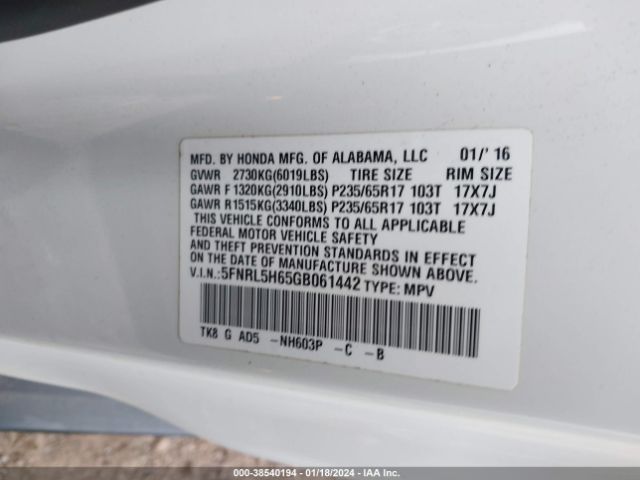 MFD. BY HONDA MFG. OF ALABAMA, LLC 01/' 16
GVWR 2730KG(6019LBS) TIRE SIZE RIM SIZE
GAWR F 1320KG(2910LBS) P235/65R17 103T 17X7J
GAWR R1515KG(3340LBS) P235/65R17 103T 17X7J
THIS VEHICLE CONFORMS TO ALL APPLICABLE
FEDERAL MOTOR VEHICLE SAFETY
AND THEFT PREVENTION STANDARDS IN EFFECT
ON THE DATE OF MANUFACTURE SHOWN ABOVE.
V.I.N.:5FNRL5H65GB061442 TYPE: MPV
TK8 G AD5 -NH603P -C -B
000-38540194 - 01/18/2024 - IAA Inc.